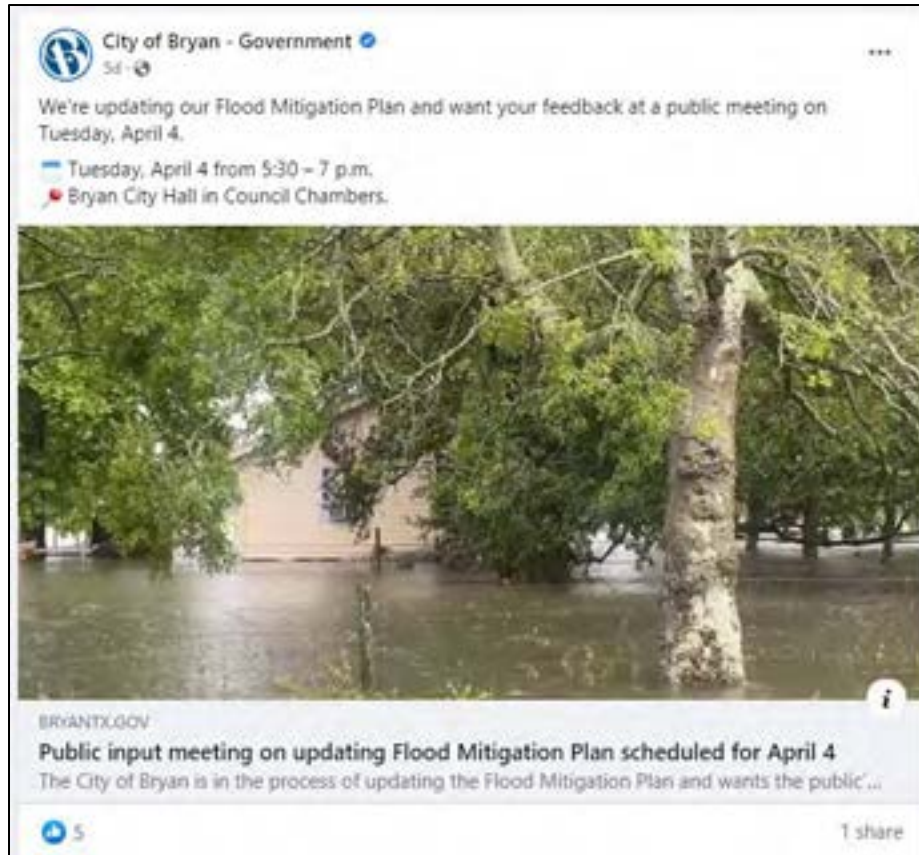 City of Bryan - Government
5d ·
We're updating our Flood Mitigation Plan and want your feedback at a public meeting on
Tuesday, April 4.
Tuesday, April 4 from 5:30 – 7 p.m.
Bryan City Hall in Council Chambers.
i
BRYANTX.GOV
Public input meeting on updating Flood Mitigation Plan scheduled for April 4
The City of Bryan is in the process of updating the Flood Mitigation Plan and wants the public'...
5
1 share